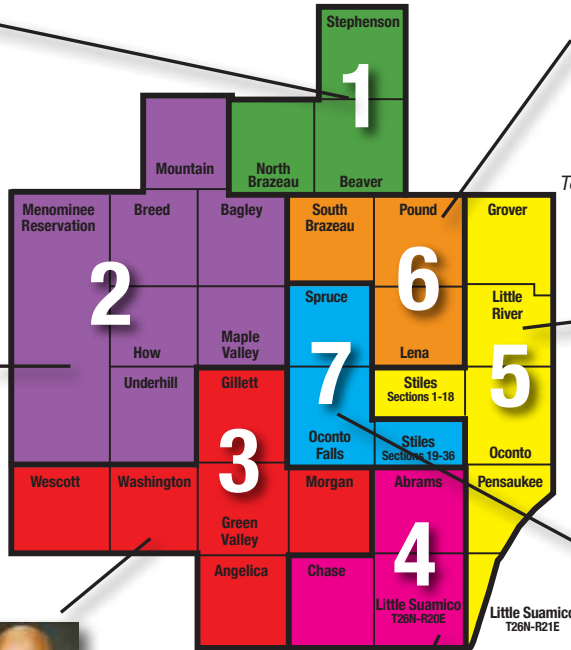 Stephenson
1
Mountain
North
Brazeau
Beaver
To
Menominee
Reservation
Breed
Bagley
South
Brazeau
Pound
Grover
2
6
Spruce
Little
River
How
Maple
Valley
7
Lena
5
Underhill
Gillett
Stiles
Sections 1-18
3
Oconto
Falls
Stiles
Sections 19-36
Oconto
Wescott
Washington
Morgan
Abrams
Pensaukee
Green
Valley
4
Angelica
Chase
Little Suamico
T26N-R20E
Little Suamico
T26N-R21E